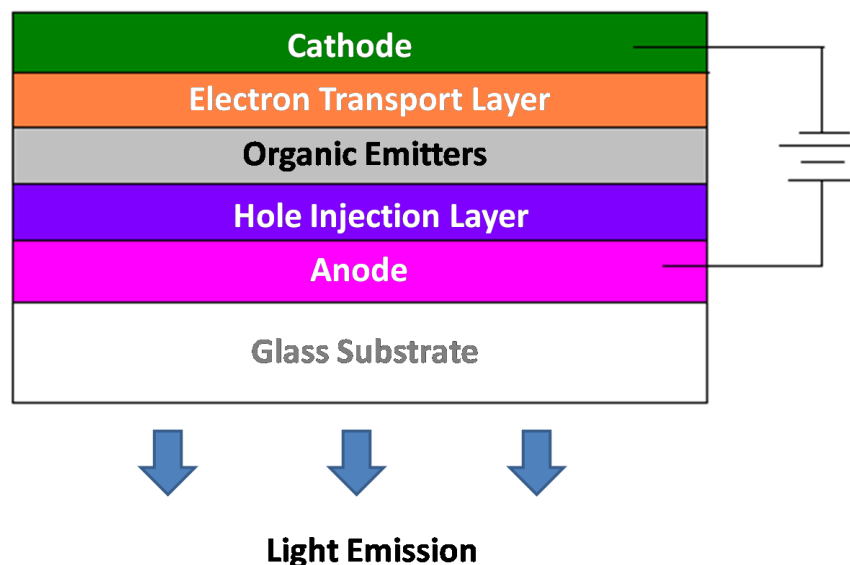 Cathode
Electron Transport Layer
Organic Emitters
Hole Injection Layer
Anode
Glass Substrate
Light Emission